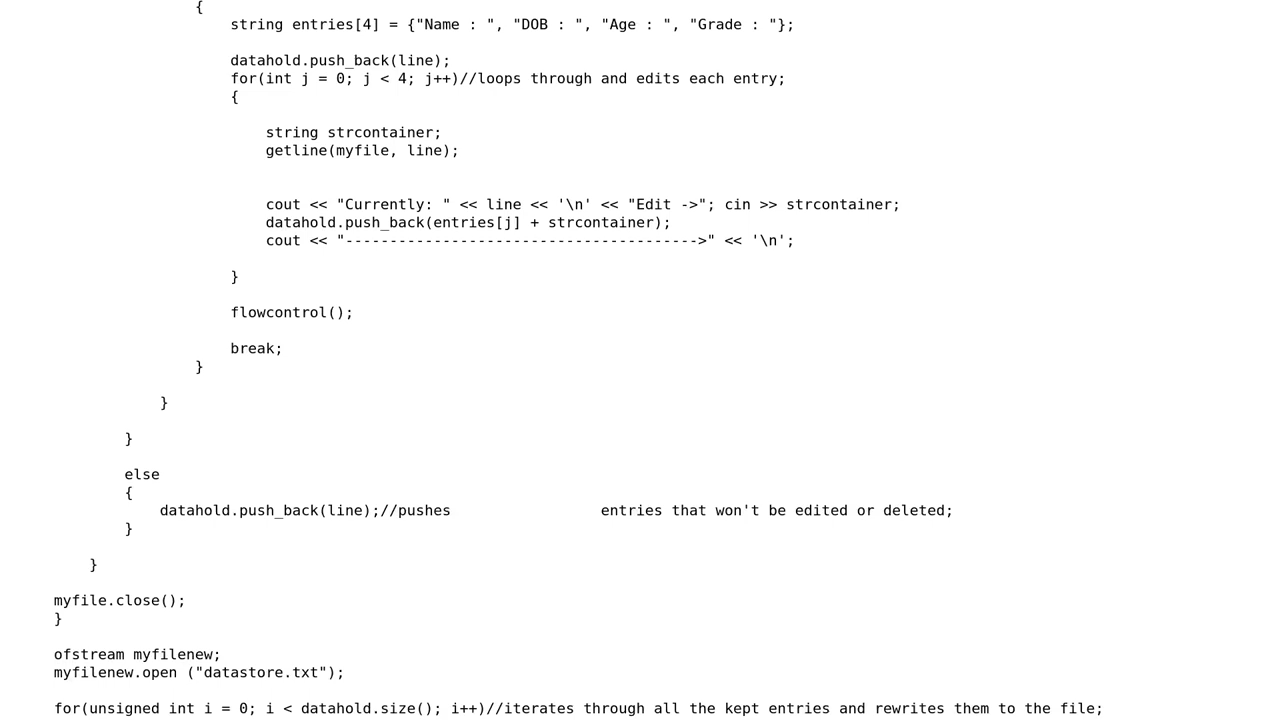 {
string entries[4] = {"Name : ", "DOB : ", "Age : ", "Grade : "};
datahold.push_back(line);
for(int j = 0; j < 4; j++)//loops through and edits each entry;
{
string strcontainer;
getline(myfile, line);
cout << "Currently: " << line << '\n' << "Edit ->"; cin >> strcontainer;
datahold.push_back(entries[j] + strcontainer);
cout << "---------------------------------------->" << '\n';
}
flowcontrol();
break;
}
}
}
else
{
datahold.push_back(line);//pushes entries that won't be edited or deleted;
}
}
myfile.close();
}
ofstream myfilenew;
myfilenew.open ("datastore.txt");
for(unsigned int i = 0; i < datahold.size(); i++)//iterates through all the kept entries and rewrites them to the file;